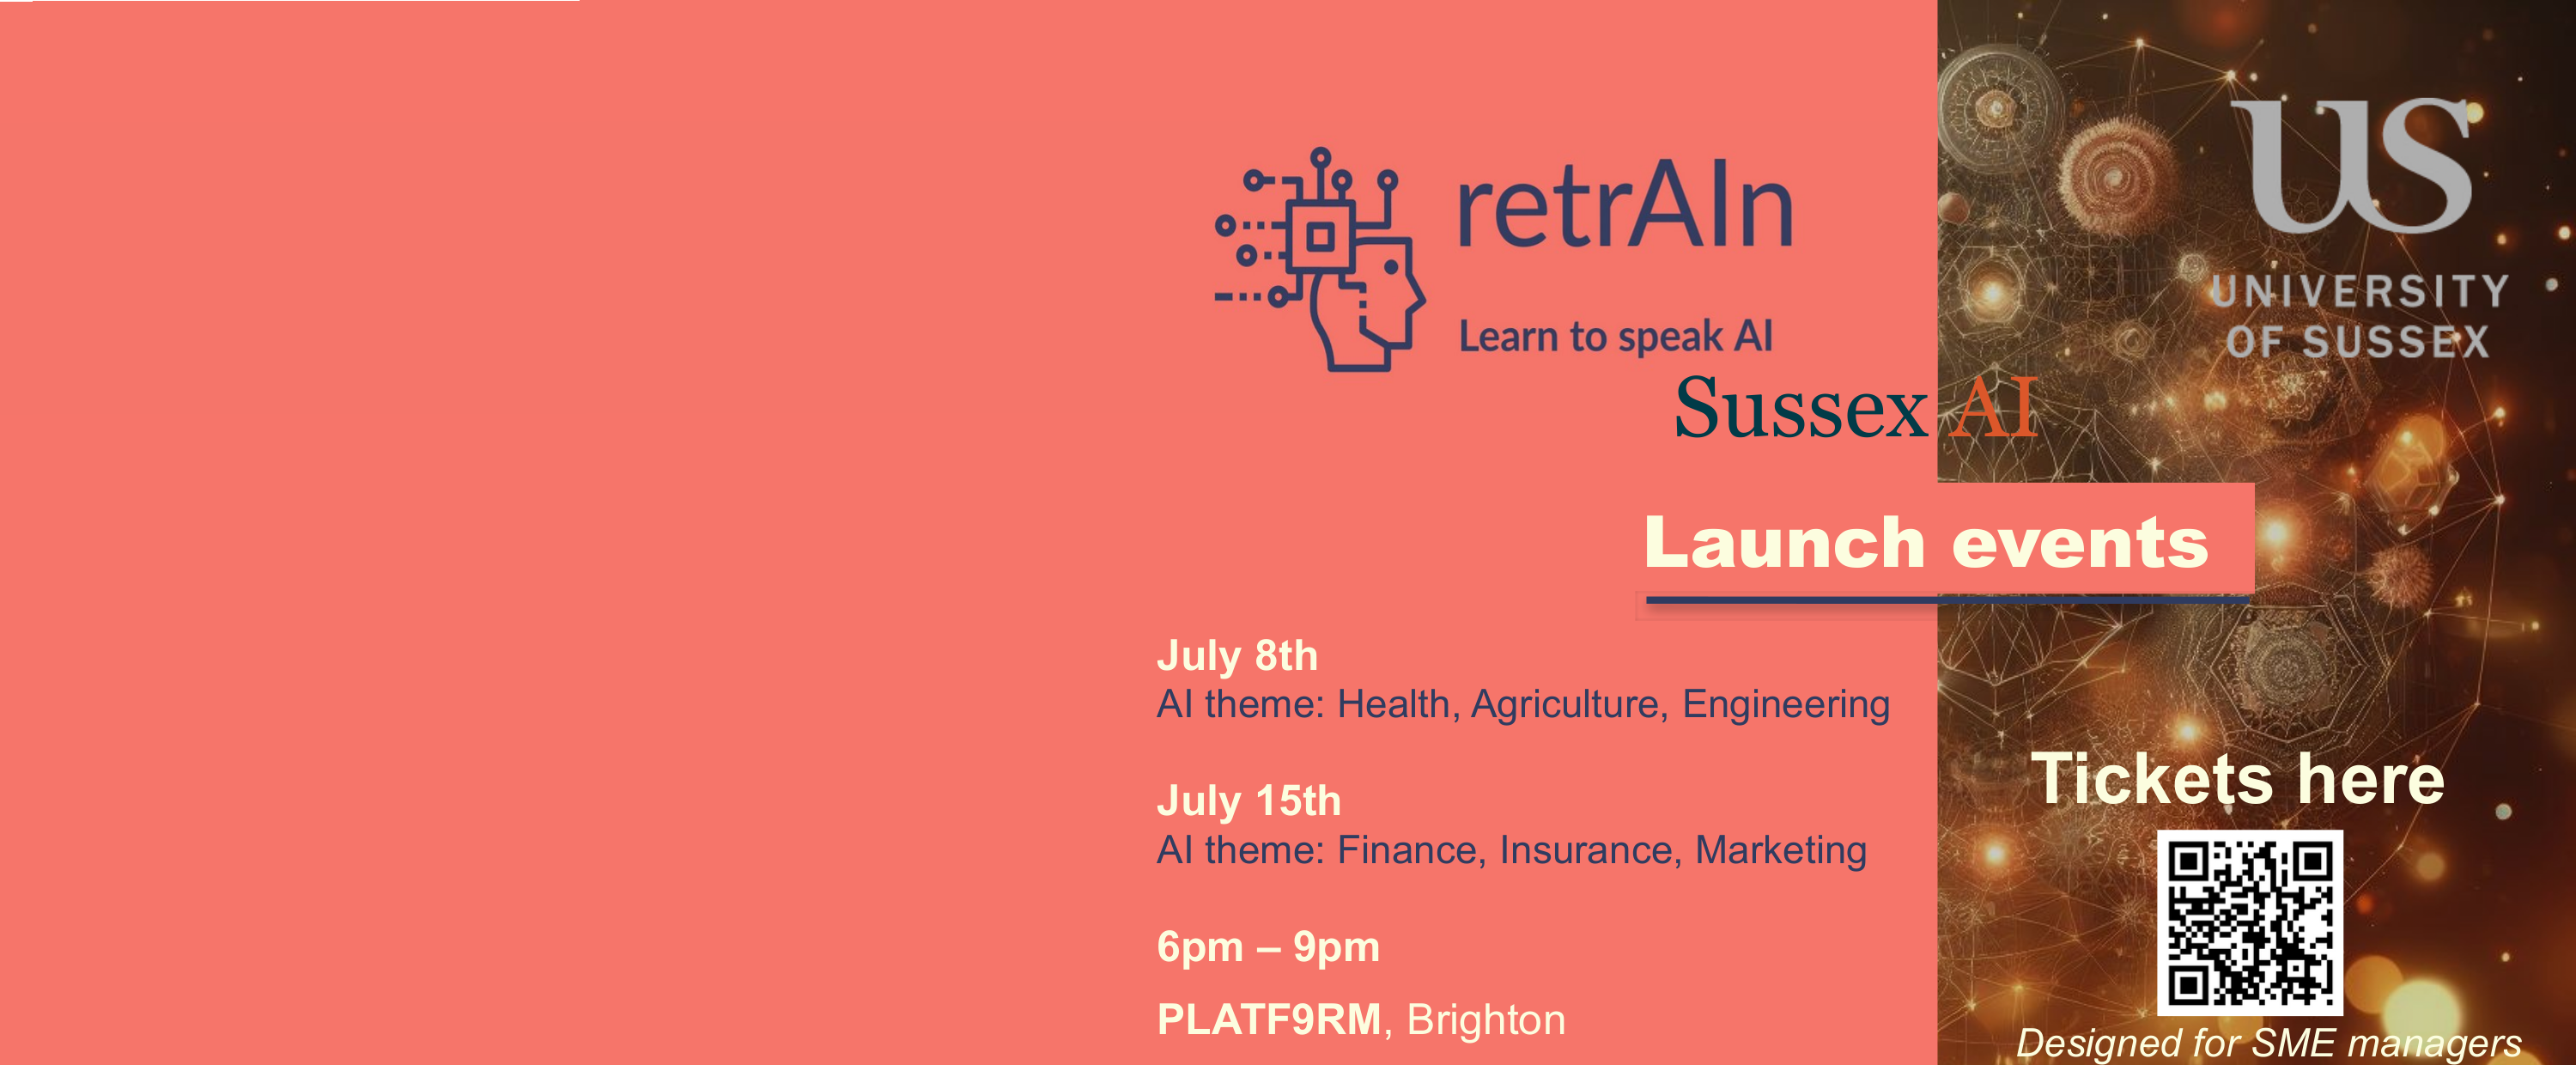 retrAIn
Learn to speak AI
us
UNIVERSITY
OF SUSSEX
Sussex AI
Launch events
July 8th
AI theme: Health, Agriculture, Engineering
July 15th
AI theme: Finance, Insurance, Marketing
6pm – 9pm
PLATF9RM, Brighton
Tickets here
Designed for SME managers